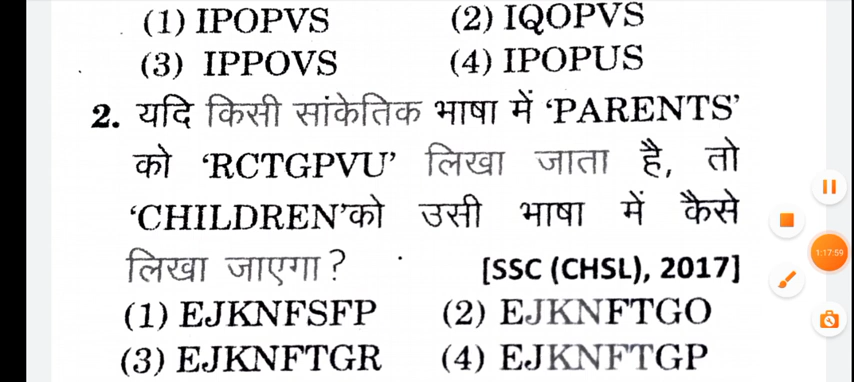 (1) IPOPVS (2) IQOPVS
(3) IPPOVS (4) IPOPUS
2. यदि किसी सांकेतिक भाषा में ‘PARENTS’
को ‘RCTGPVU’ लिखा जाता है, तो
‘CHILDREN’को उसी भाषा में कैसे
लिखा जाएगा? [SSC (CHSL), 2017]
(1) EJKNFSFP (2) EJKNFTGO
(3) EJKNFTGR (4) EJKNFTGP
1:17:59